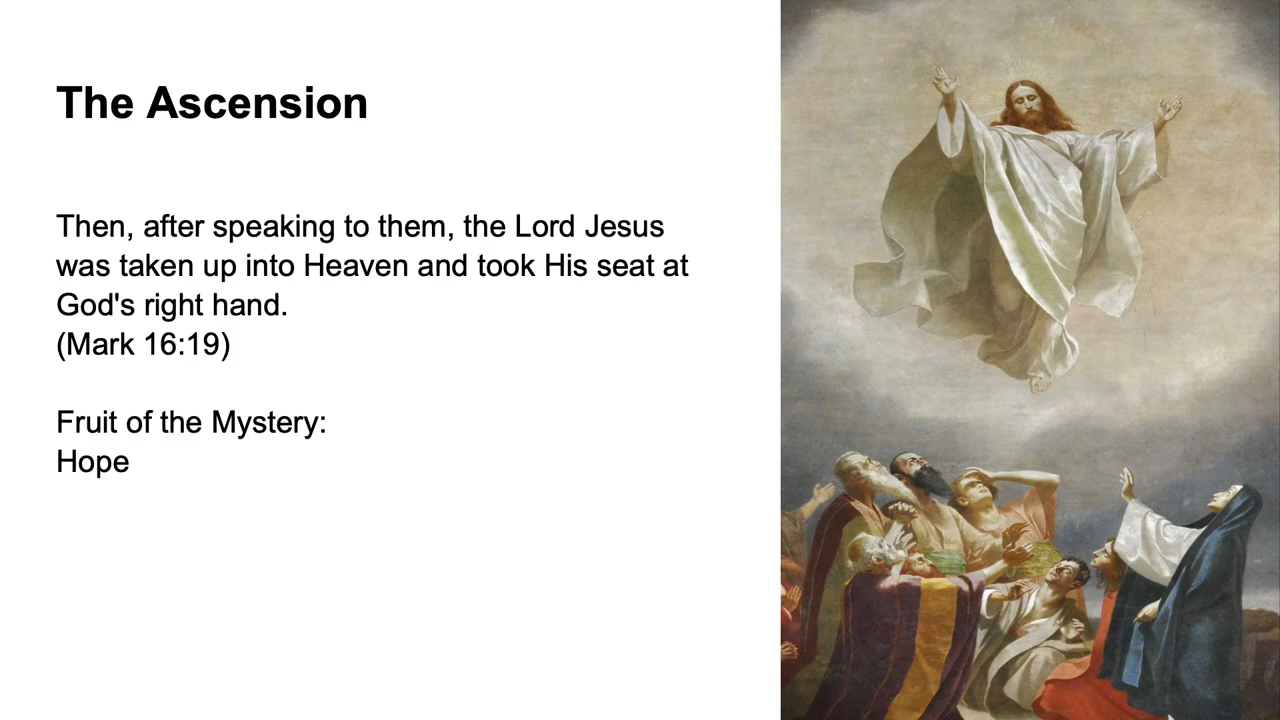 The Ascension
Then, after speaking to them, the Lord Jesus
was taken up into Heaven and took His seat at
God's right hand.
(Mark 16:19)
Fruit of the Mystery:
Hope